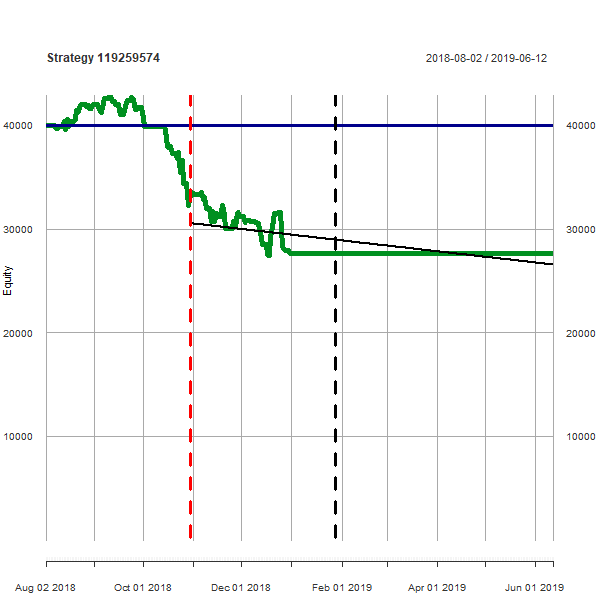 Strategy 119259574
2018-08-02 / 2019-06-12
40000
40000
30000
30000
Equity
20000
20000
10000
10000
Aug 02 2018
Oct 01 2018
Dec 01 2018
Feb 01 2019
Apr 01 2019
Jun 01 2019